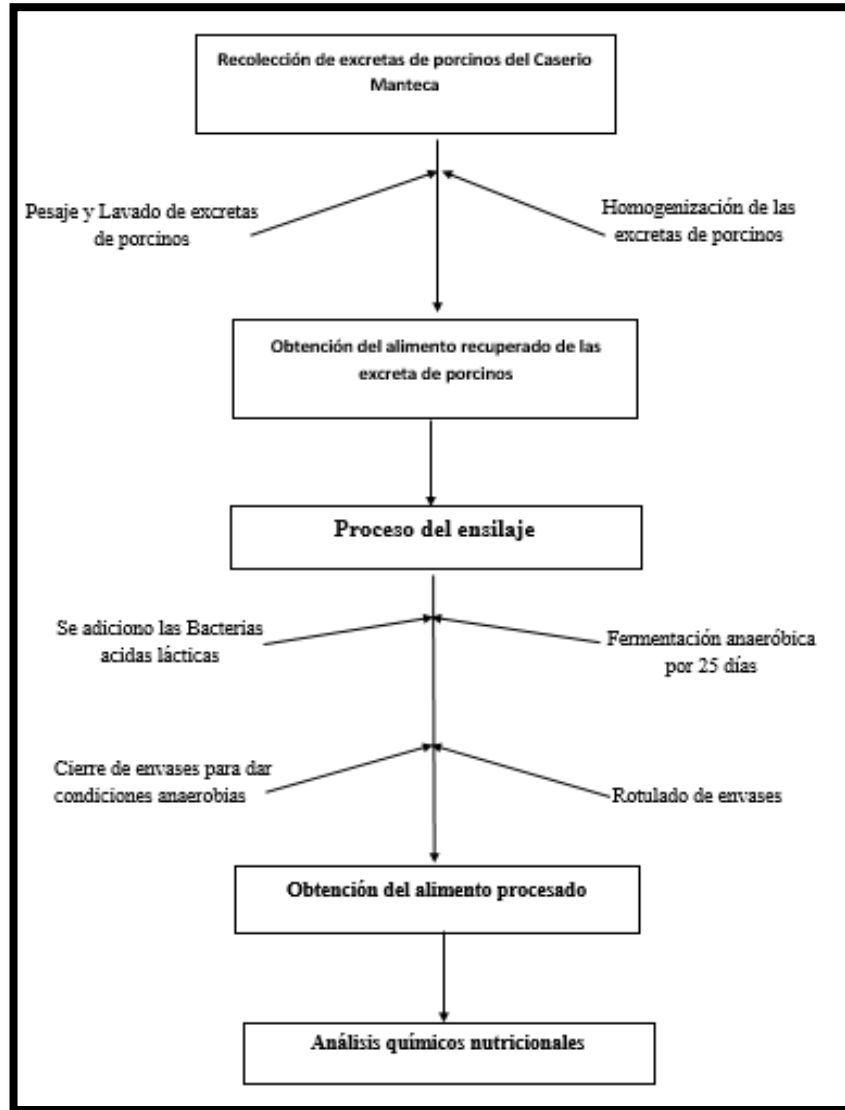 Recolección de excretas de porcinos del Caserio
Manteca
Pesaje y Lavado de excretas
de porcinos
Homogenización de las
excretas de porcinos
Obtención del alimento recuperado de las
excreta de porcinos
Proceso del ensilaje
Se adiciono las Bacterias
acidas lácticas
Fermentación anaeróbica
por 25 días
Cierre de envases para dar
condiciones anaerobias
Rotulado de envases
Obtención del alimento procesado
Análisis químicos nutricionales